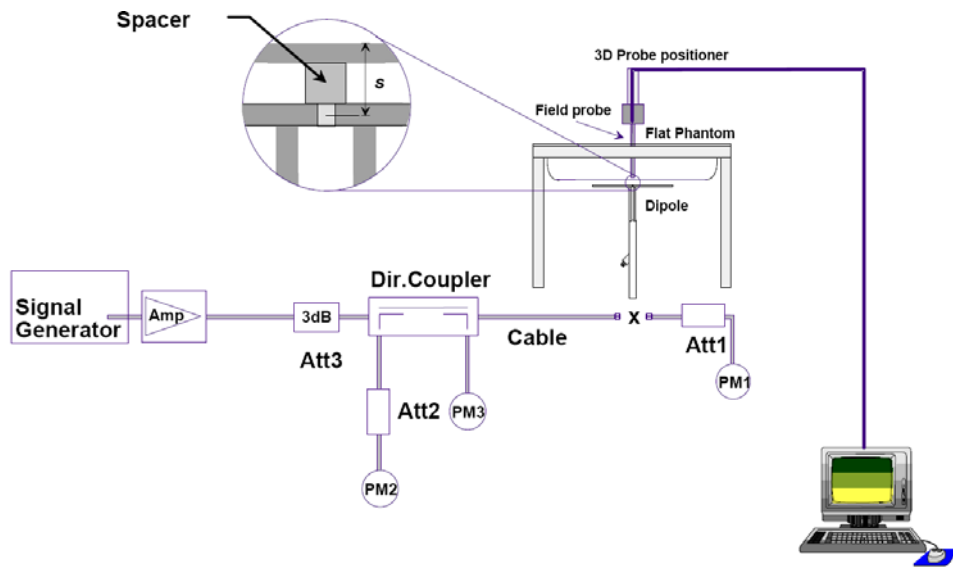 Spacer
s
3D Probe positioner
Field probe
Flat Phantom
Dipole
Signal
Generator
Amp
3dB
Att3
Dir.Coupler
Cable
X
Att1
PM1
Att2
PM3
PM2